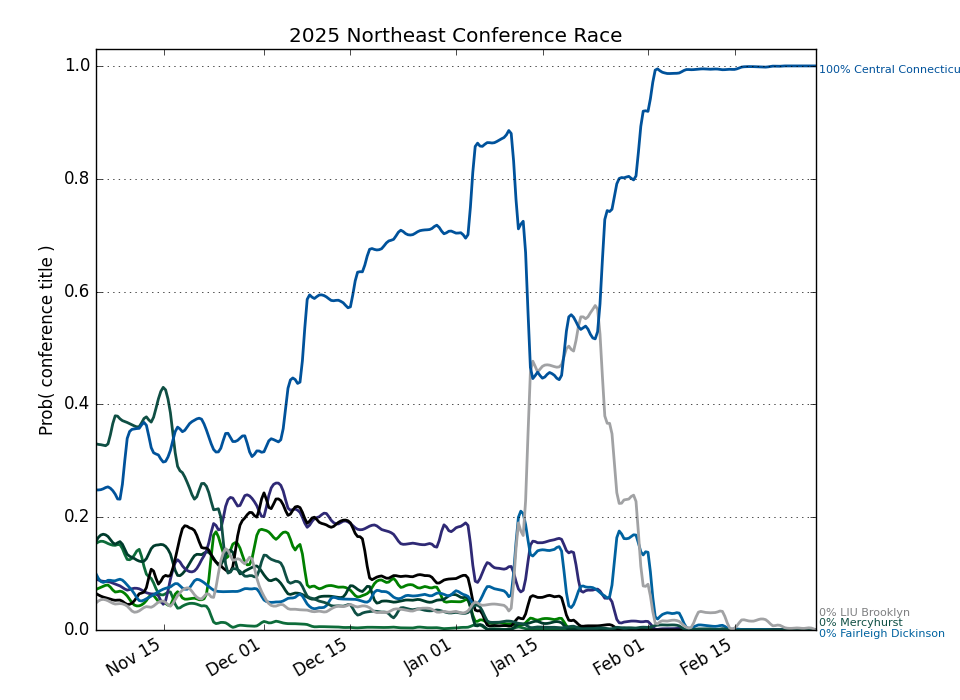 2025 Northeast Conference Race
Prob( conference title )
1.0
0.8
0.6
0.4
0.2
0.0
Nov 15
Dec 01
Dec 15
Jan 01
Jan 15
Feb 01
Feb 15
100% Central Connecticu
0% LIU Brooklyn
0% Mercyhurst
0% Fairleigh Dickinson